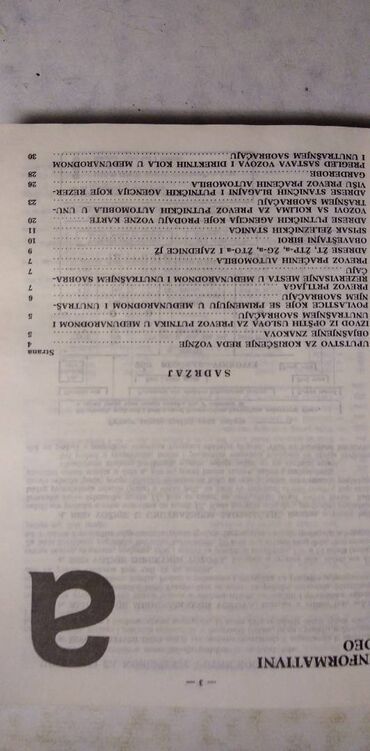 — 3 —
INFORMATIVNI
DEO
a
SADRŽAJ
Strana
UPUTSTVO ZA KORIŠĆENJE REDA VOŽNJE 4
OBJAŠNJENJE ZNAKOVA 5
IZVOD IZ OPŠTIH USLOVA ZA PREVOZ PUTNIKA U MEĐUNARODNOM I
UNUTRAŠNJEM SAOBRAĆAJU 5
POVLASTICE KOJE SE PRIMENJUJU U MEĐUNARODNOM I UNUTRAŠ-
NJEM SAOBRAĆAJU 6
PREVOZ PRTLJAGA 7
REZERVISANJE MESTA U MEĐUNARODNOM I UNUTRAŠNJEM SAOBRA-
ĆAJU 7
PREVOZ PRAĆENIH AUTOMOBILA 7
ADRESE ŽT, ŽTP-a, ŽG-a, ŽTO-a I ZAJEDNICE JŽ 9
OBAVEŠTAJNI BIROI 10
SPISAK ŽELEZNIČKIH STANICA 11
ADRESE PUTNIČKIH AGENCIJA KOJE PRODAJU VOZNE KARTE 20
VOZOVI SA KOLIMA ZA PREVOZ PUTNIČKIH AUTOMOBILA U UNU-
TRAŠNJEM SAOBRAĆAJU 23
ADRESE STANIČNIH BLAGAJNI I PUTNIČKIH AGENCIJA KOJE REZER-
VIŠU PREVOZ PRAĆENIH AUTOMOBILA 26
GARDEROBE 28
PREGLED SASTAVA VOZOVA I DIREKTNIH KOLA U MEĐUNARODNOM
I UNUTRAŠNJEM SAOBRAĆAJU 30